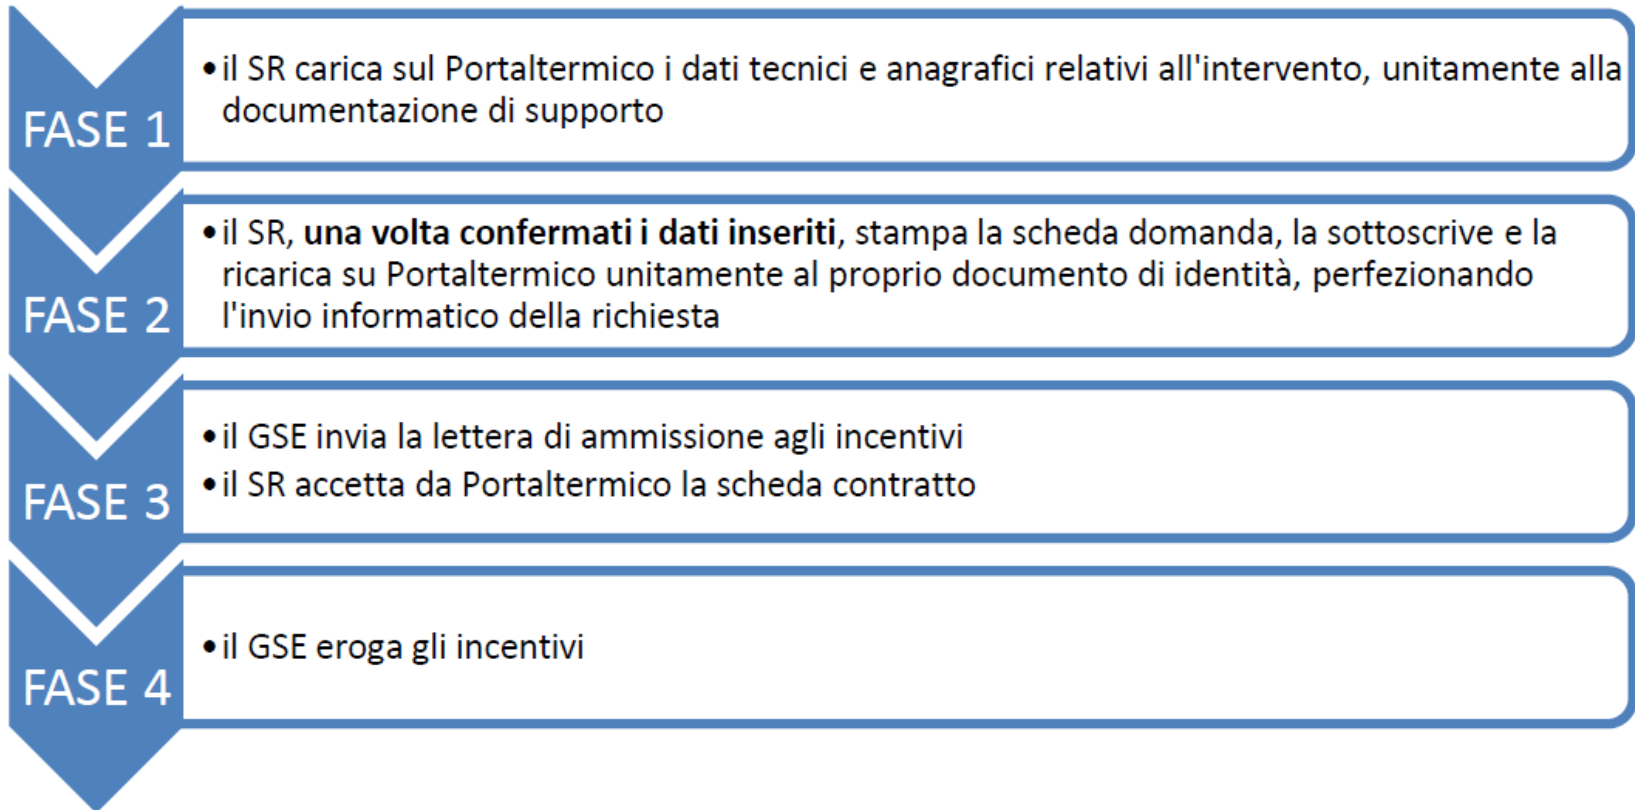 FASE 1
•il SR carica sul Portaltermico i dati tecnici e anagrafici relativi all'intervento, unitamente alla
documentazione di supporto
FASE 2
•il SR, una volta confermati i dati inseriti, stampa la scheda domanda, la sottoscrive e la
ricarica su Portaltermico unitamente al proprio documento di identità, perfezionando
l'invio informatico della richiesta
FASE 3
•il GSE invia la lettera di ammissione agli incentivi
•il SR accetta da Portaltermico la scheda contratto
FASE 4
•il GSE eroga gli incentivi